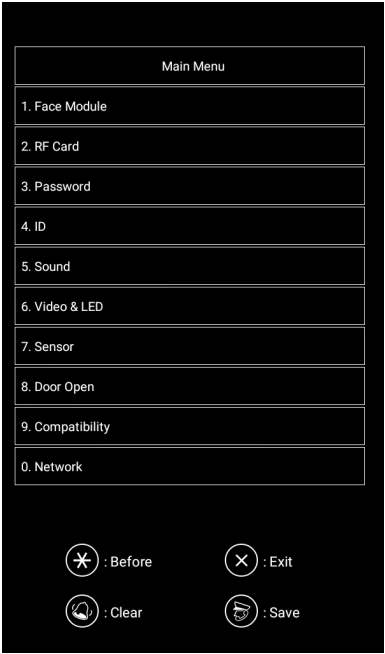 Main Menu
1. Face Module
2. RF Card
3. Password
4. ID
5. Sound
6. Video & LED
7. Sensor
8. Door Open
9. Compatibility
0. Network
: Before
: Exit
: Clear
: Save